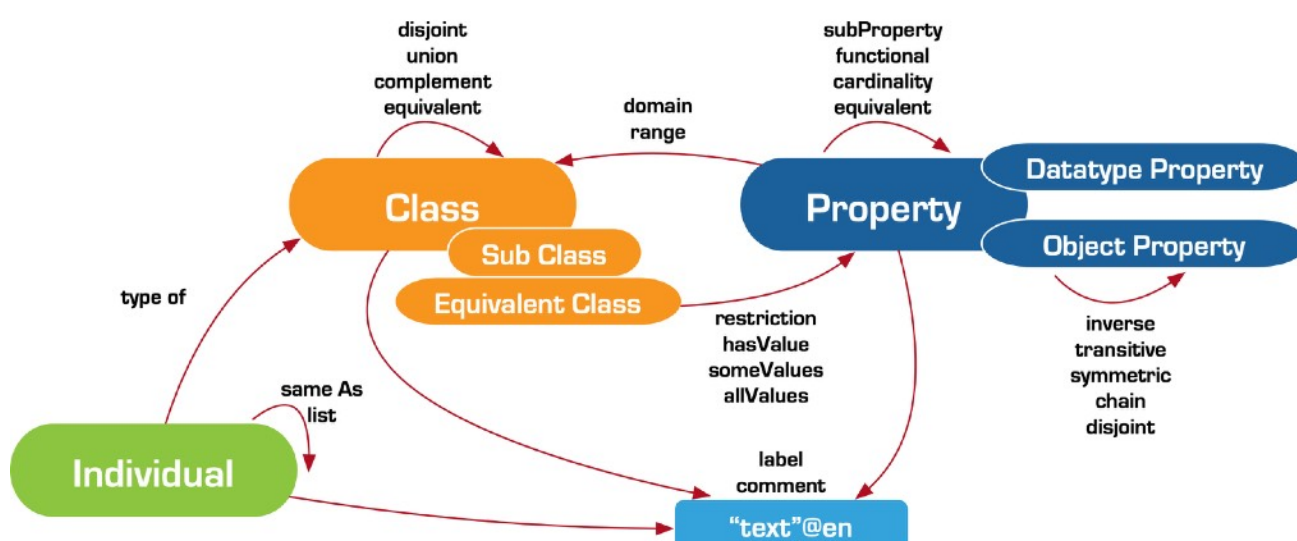 disjoint
union
complement
equivalent
subProperty
functional
cardinality
equivalent
domain
range
Class
Property
Datatype Property
Object Property
Sub Class
Equivalent Class
type of
restriction
hasValue
someValues
allValues
inverse
transitive
symmetric
chain
disjoint
same As
list
Individual
label
comment
"text"@en